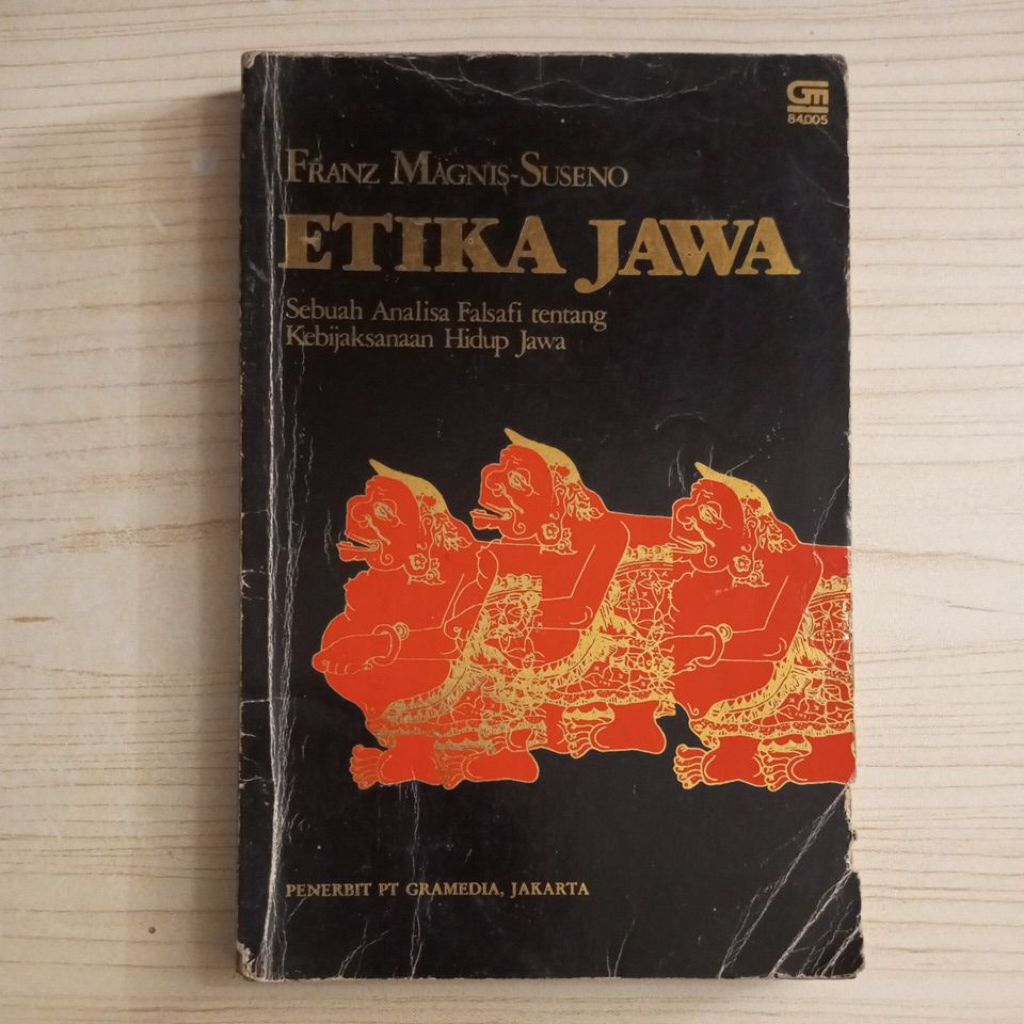 GM
84.005
FRANZ MAGNIS-SUSENO
ETIKA JAWA
Sebuah Analisa Falsafi tentang
Kebijaksanaan Hidup Jawa
PENERBIT PT GRAMEDIA, JAKARTA